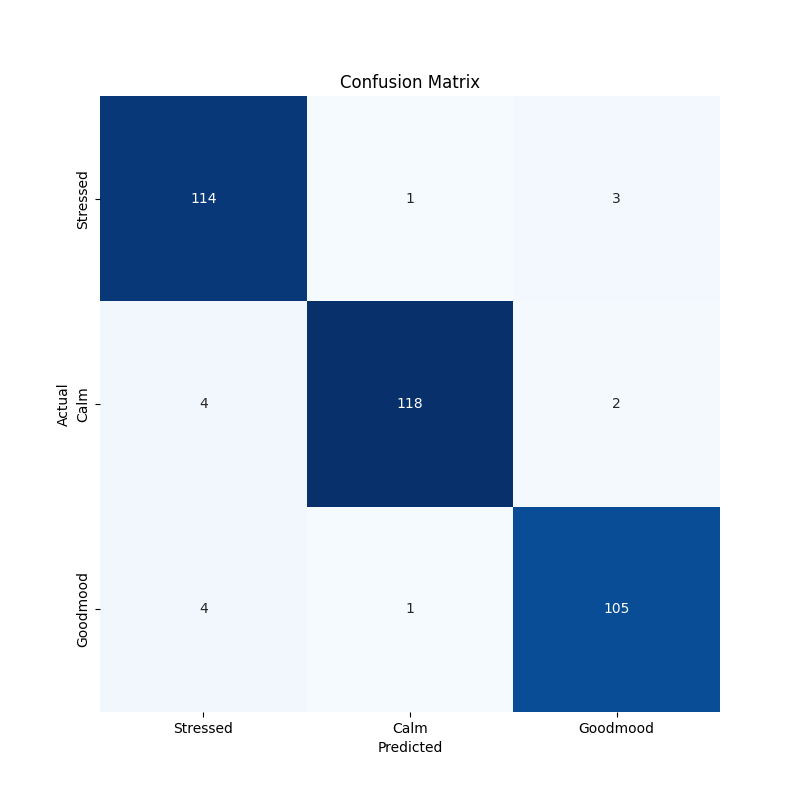 Confusion Matrix
Stressed 114 1 3
Actual
Calm 4 118 2
Goodmood 4 1 105
Stressed Calm Goodmood
Predicted